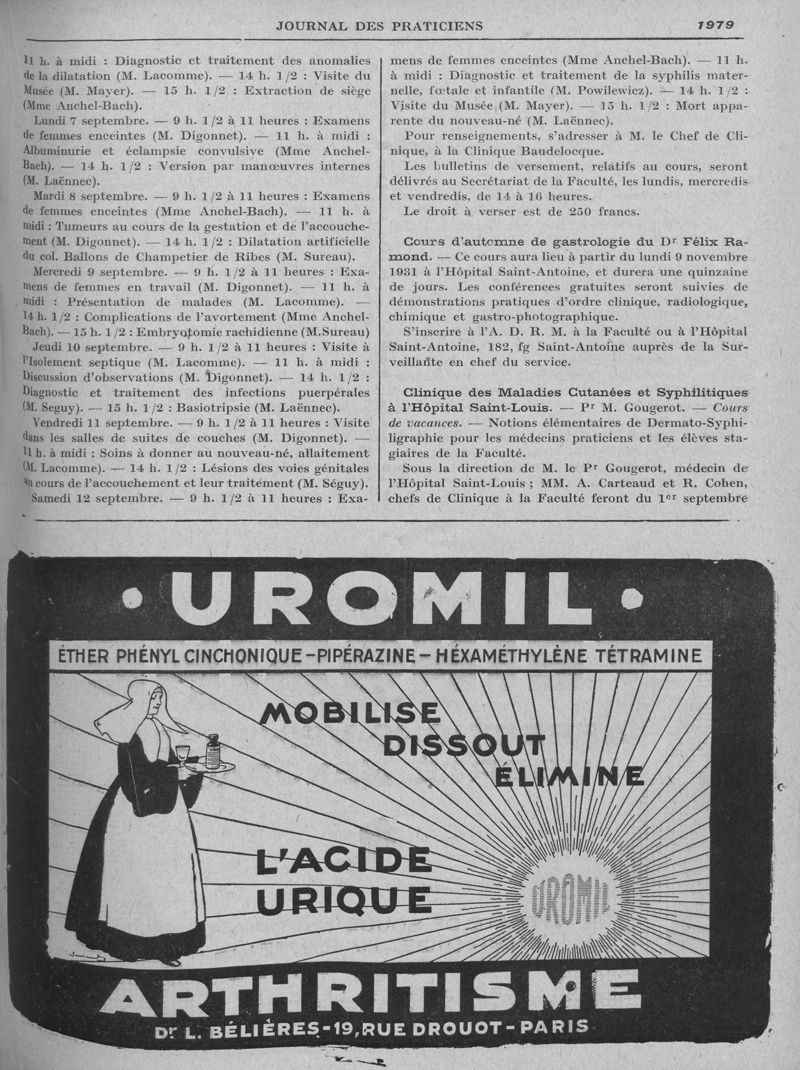 JOURNAL DES PRATICIENS 1979
11 h. à midi : Diagnostic et traitement des anomalies
de la dilatation (M. Lacomme). — 14 h. 1/2 : Visite du
Musée (M. Mayer). — 15 h. 1/2 : Extraction de siège
(Mme Anchel-Bach).
Lundi 7 septembre. — 9 h. 1/2 à 11 heures : Examens
de femmes enceintes (M. Digonnet). — 11 h. à midi :
Albuminurie et éclampsie convulsive (Mme Anchel-
Bach). — 14 h. 1/2 : Version par manœuvres internes
(M. Laënnec).
Mardi 8 septembre. — 9 h. 1/2 à 11 heures : Examens
de femmes enceintes (Mme Anchel-Bach). — 11 h. à
midi : Tumeurs au cours de la gestation et de l'accouche-
ment (M. Digonnet). — 14 h. 1/2 : Dilatation artificielle
du col. Ballons de Champetier de Ribes (M. Sureau).
Mercredi 9 septembre. — 9 h. 1/2 à 11 heures : Exa-
mens de femmes en travail (M. Digonnet). — 11 h. à
midi : Présentation de malades (M. Lacomme). —
14 h. 1/2 : Complications de l'avortement (Mme Anchel-
Bach). — 15 h. 1/2 : Embryotomie rachidienne (M.Sureau)
Jeudi 10 septembre. — 9 h. 1/2 à 11 heures : Visite à
l'Isolement septique (M. Lacomme). — 11 h. à midi :
Discussion d'observations (M. Digonnet). — 14 h. 1/2 :
Diagnostic et traitement des infections puerpérales
(M. Seguy). — 15 h. 1/2 : Basiotripsie (M. Laënnec).
Vendredi 11 septembre. — 9 h. 1/2 à 11 heures : Visite
dans les salles de suites de couches (M. Digonnet). —
11 h. à midi : Soins à donner au nouveau-né, allaitement
(M. Lacomme). — 14 h. 1/2 : Lésions des voies génitales
au cours de l'accouchement et leur traitement (M. Séguy).
Samedi 12 septembre. — 9 h. 1/2 à 11 heures : Exa-
mens de femmes enceintes (Mme Anchel-Bach). — 11 h.
à midi : Diagnostic et traitement de la syphilis mater-
nelle, fœtale et infantile (M. Powilewicz). — 14 h. 1/2 :
Visite du Musée (M. Mayer). — 15 h. 1/2 : Mort appa-
rente du nouveau-né (M. Laënnec).
Pour renseignements, s'adresser à M. le Chef de Cli-
nique, à la Clinique Baudelocque.
Les bulletins de versement, relatifs au cours, seront
délivrés au Secrétariat de la Faculté, les lundis, mercredis
et vendredis, de 14 à 16 heures.
Le droit à verser est de 250 francs.
Cours d'automne de gastrologie du Dr Félix Ra-
mond. — Ce cours aura lieu à partir du lundi 9 novembre
1931 à l'Hôpital Saint-Antoine, et durera une quinzaine
de jours. Les conférences gratuites seront suivies de
démonstrations pratiques d'ordre clinique, radiologique,
chimique et gastro-photographique.
S'inscrire à l'A. D. R. M. à la Faculté ou à l'Hôpital
Saint-Antoine, 182, fg Saint-Antoine auprès de la Sur-
veillante en chef du service.
Clinique des Maladies Cutanées et Syphilitiques
à l'Hôpital Saint-Louis. — Pr M. Gougerot. — Cours
de vacances. — Notions élémentaires de Dermato-Syphi-
ligraphie pour les médecins praticiens et les élèves sta-
giaires de la Faculté.
Sous la direction de M. le Pr Gougerot, médecin de
l'Hôpital Saint-Louis ; MM. A. Carteaud et R. Cohen,
chefs de Clinique à la Faculté feront du 1er septembre
· UROMIL ·
ÉTHER PHÉNYL CINCHONIQUE - PIPÉRAZINE - HÉXAMÉTHYLÈNE TÉTRAMINE
MOBILISE
DISSOUT
ÉLIMINE
L'ACIDE
URIQUE
UROMIL
ARTHRITISME
Dr L. BÉLIÈRES - 19, RUE DROUOT - PARIS